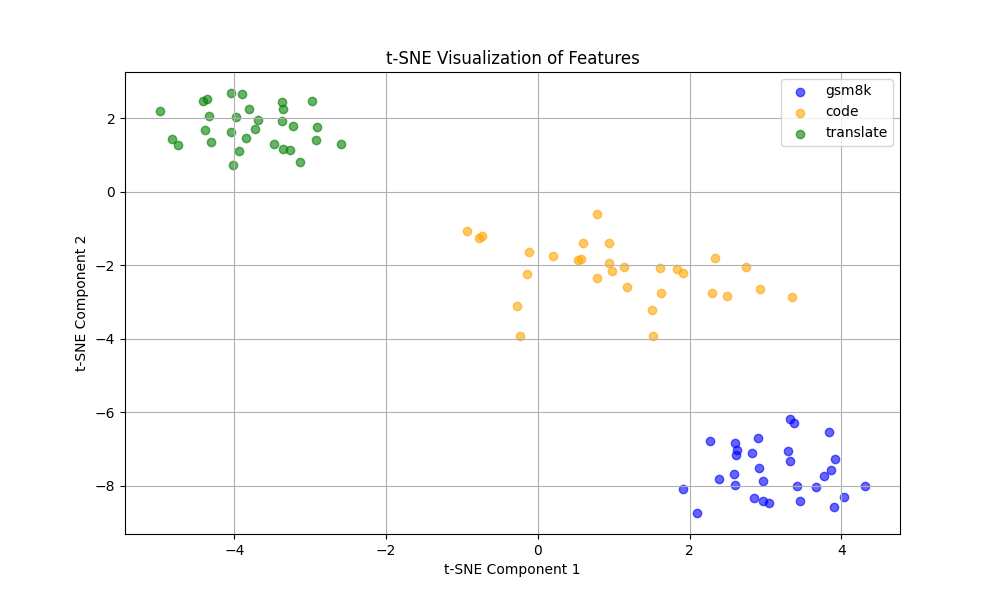 t-SNE Visualization of Features
gsm8k
code
translate
2
0
−2
−4
−6
−8
t-SNE Component 2
−4
−2
0
2
4
t-SNE Component 1